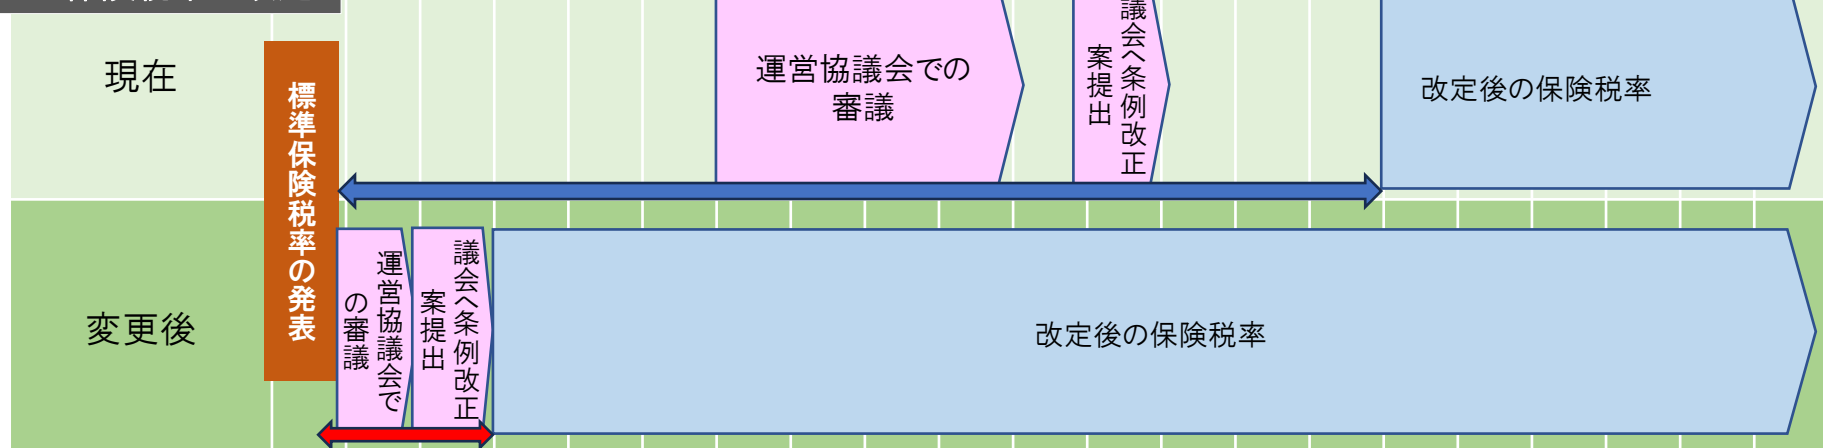 現在
標準保険税率の発表
運営協議会での
審議
議会へ条例改正
案提出
改定後の保険税率
変更後
運営協議会で
の審議
議会へ条例改正
案提出
改定後の保険税率